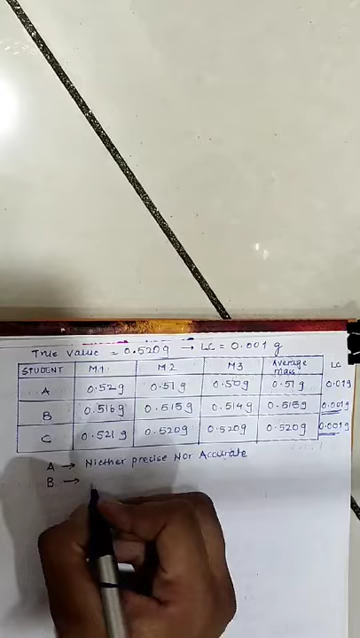 True value = 0.520g → LC = 0.001 g
STUDENT M1 M2 M3 Average mass LC
A 0.52g 0.51g 0.50g 0.51g 0.01g
B 0.516g 0.515g 0.514g 0.515g 0.001g
C 0.521g 0.520g 0.520g 0.520g 0.001g
A → Niether precise Nor Accurate
B →